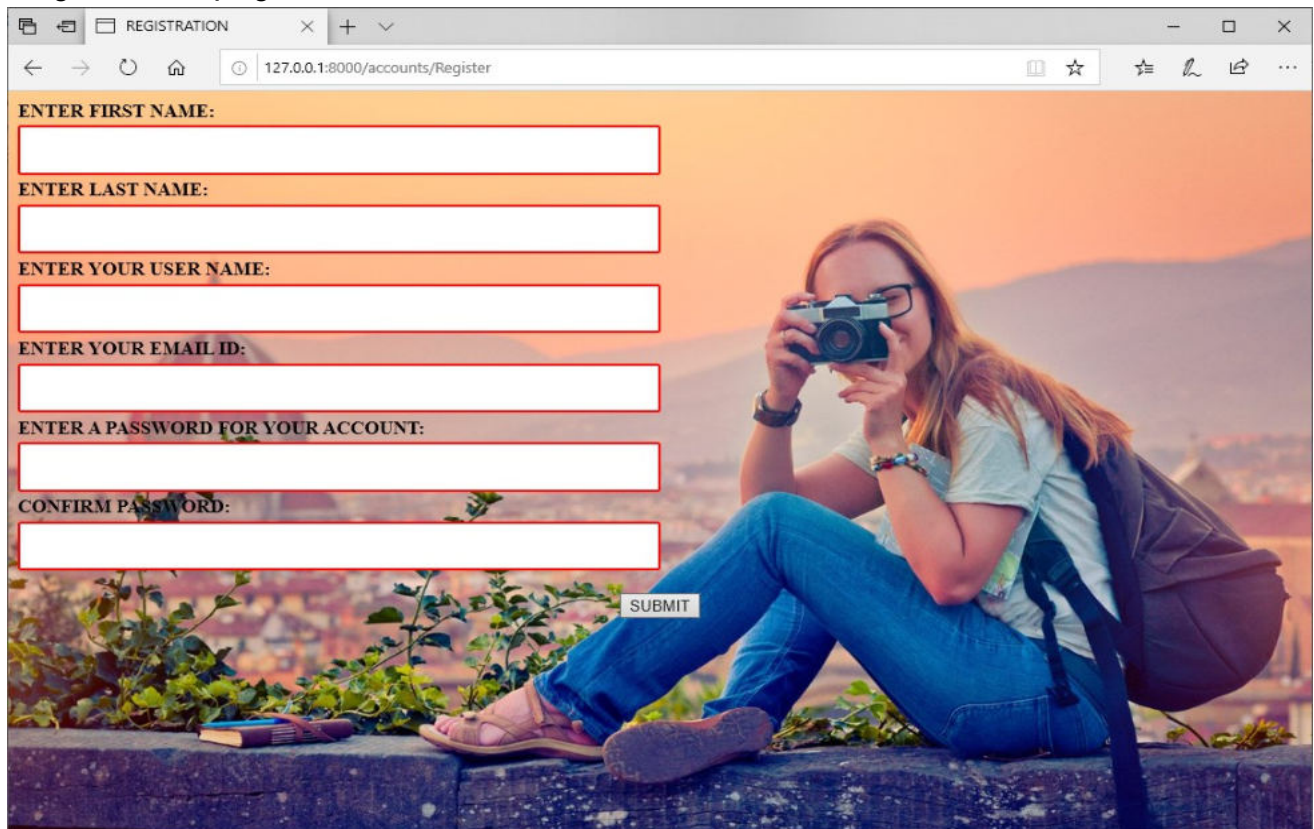 REGISTRATION
127.0.0.1:8000/accounts/Register
ENTER FIRST NAME:
ENTER LAST NAME:
ENTER YOUR USER NAME:
ENTER YOUR EMAIL ID:
ENTER A PASSWORD FOR YOUR ACCOUNT:
CONFIRM PASSWORD:
SUBMIT